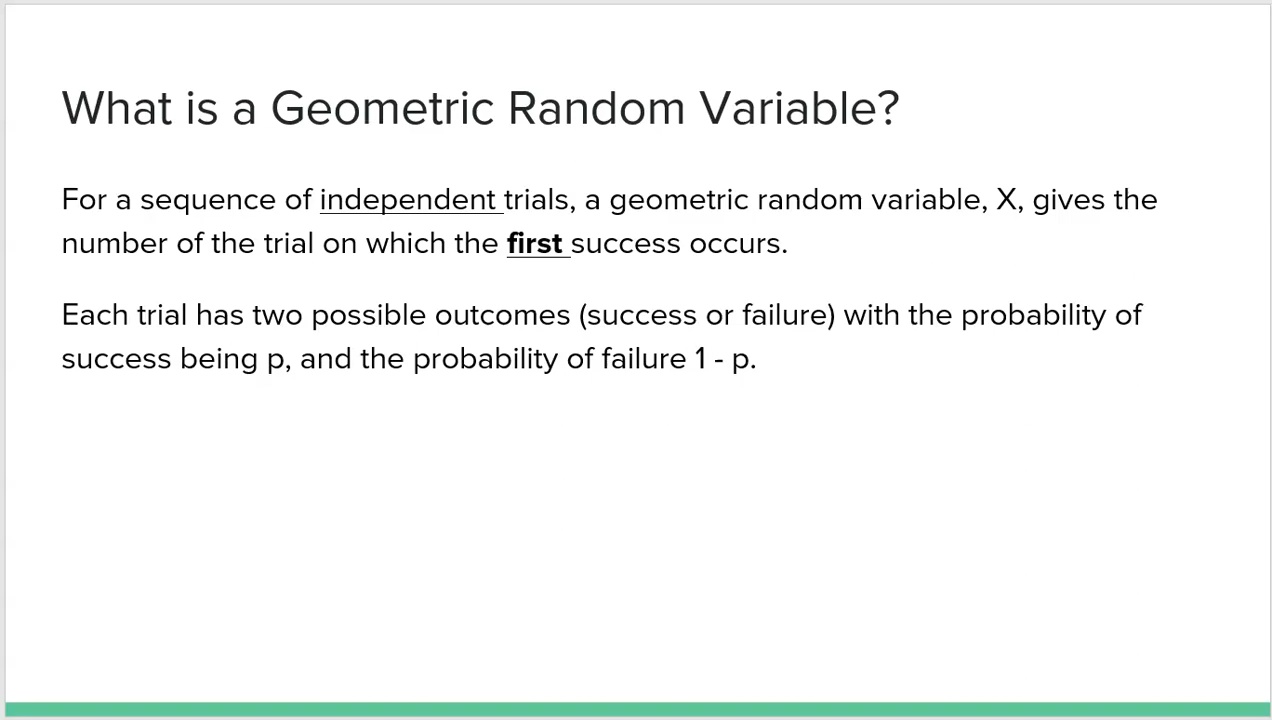 What is a Geometric Random Variable?
For a sequence of independent trials, a geometric random variable, X, gives the
number of the trial on which the first success occurs.
Each trial has two possible outcomes (success or failure) with the probability of
success being p, and the probability of failure 1 - p.